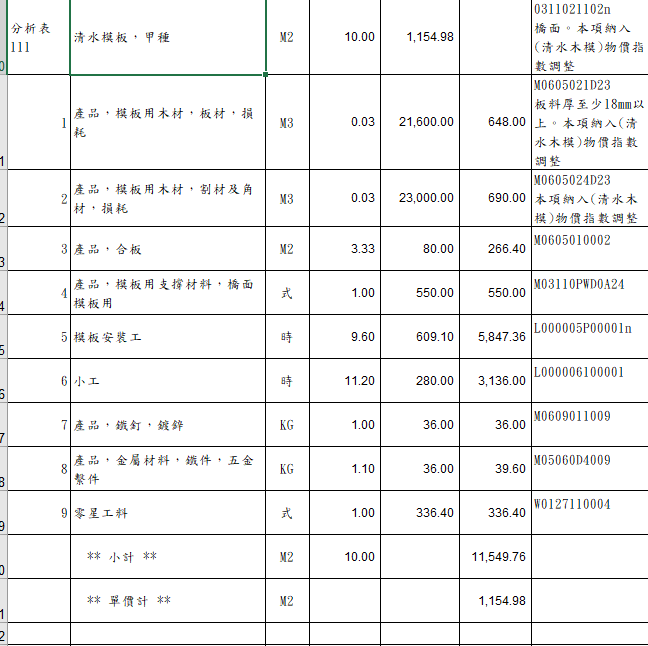 分析表
111
清水模板，甲種
M2
10.00
1,154.98
0311021102n
橋面。本項納入
(清水木模)物價指
數調整
1
產品，模板用木材，板材，損
耗
M3
0.03
21,600.00
648.00
M0605021D23
板料厚至少18mm以
上。本項納入(清
水木模)物價指數
調整
2
產品，模板用木材，割材及角
材，損耗
M3
0.03
23,000.00
690.00
M0605024D23
本項納入(清水木
模)物價指數調整
3
產品，合板
M2
3.33
80.00
266.40
M0605010002
4
產品，模板用支撐材料，橋面
模板用
式
1.00
550.00
550.00
M03110PWD0A24
5
模板安裝工
時
9.60
609.10
5,847.36
L000005P00001n
6
小工
時
11.20
280.00
3,136.00
L000006100001
7
產品，鐵釘，鍍鋅
KG
1.00
36.00
36.00
M0609011009
8
產品，金屬材料，鐵件，五金
繫件
KG
1.10
36.00
39.60
M05060D4009
9
零星工料
式
1.00
336.40
336.40
W0127110004
** 小計 **
M2
10.00
11,549.76
** 單價計 **
M2
1,154.98